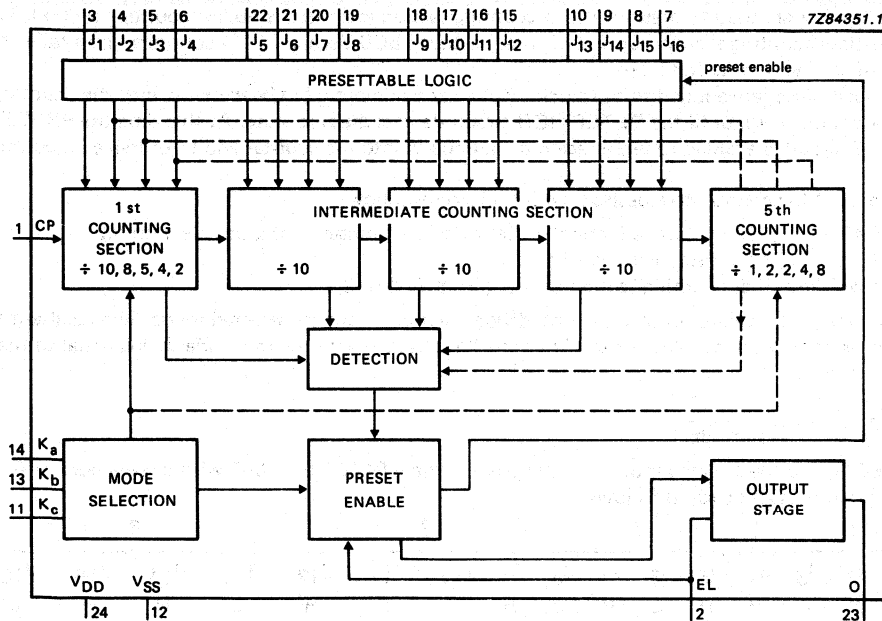 3 4 5 6 22 21 20 19 18 17 16 15 10 9 8 7 7Z84351.1
J1 J2 J3 J4 J5 J6 J7 J8 J9 J10 J11 J12 J13 J14 J15 J16
PRESETTABLE LOGIC
preset enable
1 CP
1 st
COUNTING
SECTION
÷ 10, 8, 5, 4, 2
INTERMEDIATE COUNTING SECTION
÷ 10
÷ 10
÷ 10
5 th
COUNTING
SECTION
÷ 1, 2, 2, 4, 8
DETECTION
14 Ka
13 Kb
11 Kc
MODE
SELECTION
PRESET
ENABLE
OUTPUT
STAGE
VDD
24
VSS
12
EL
2
O
23